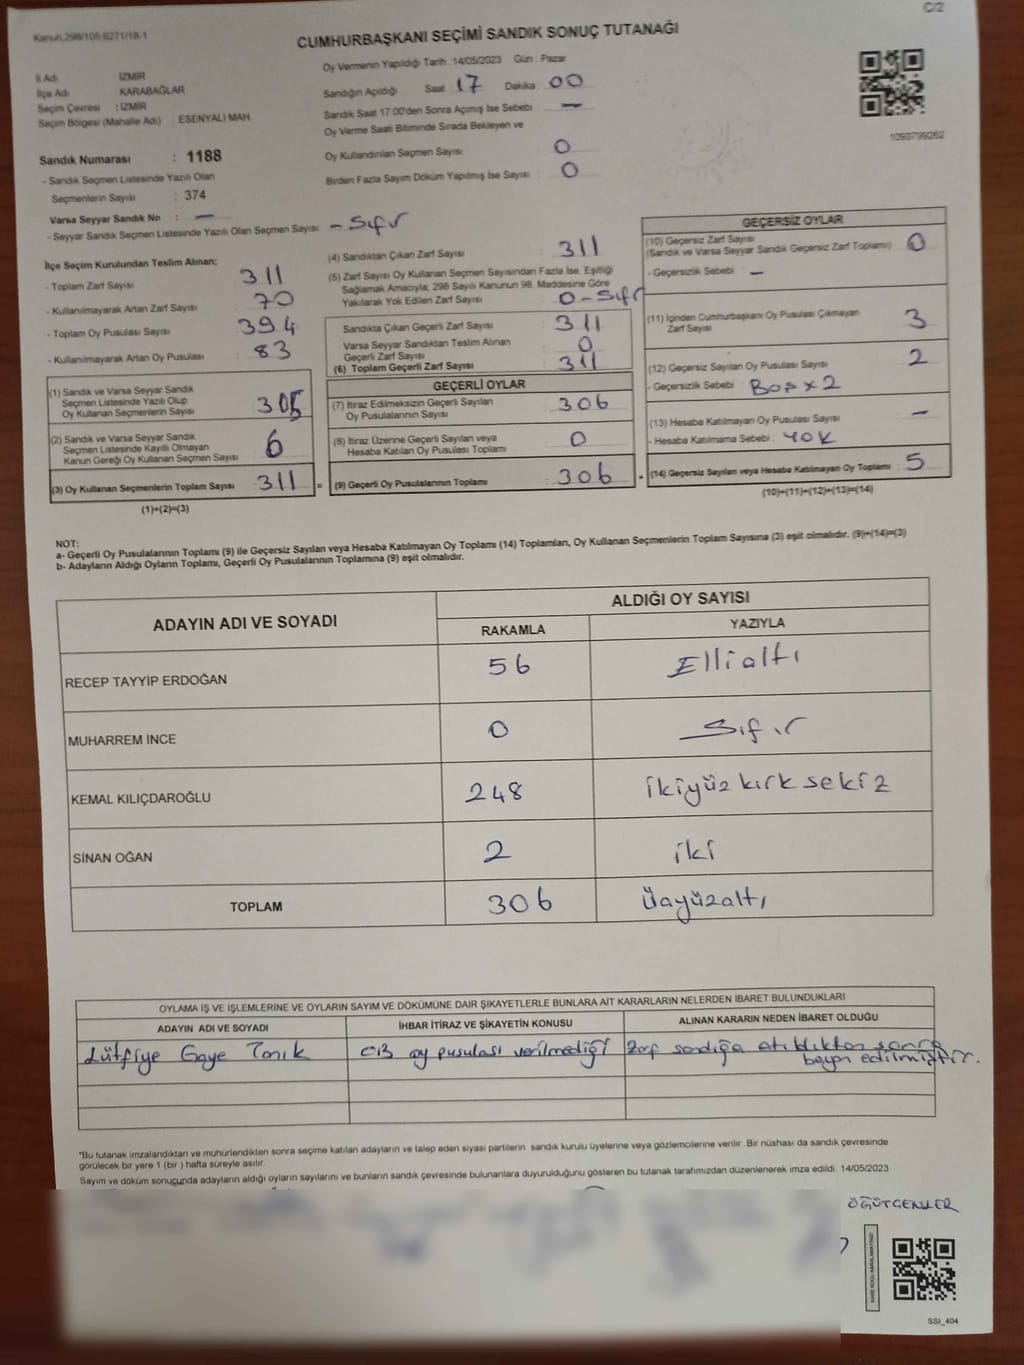 C/2
Kanun,298/105,6271/18-1
CUMHURBAŞKANI SEÇİMİ SANDIK SONUÇ TUTANAĞI
İl Adı : İZMİR
İlçe Adı : KARABAĞLAR
Seçim Çevresi : İZMİR
Seçim Bölgesi (Mahalle Adı) : ESENYALI MAH.
Sandık Numarası : 1188
- Sandık Seçmen Listesinde Yazılı Olan
Seçmenlerin Sayısı : 374
Varsa Seyyar Sandık No : —
- Seyyar Sandık Seçmen Listesinde Yazılı Olan Seçmen Sayısı: - Sıfır
Oy Vermenin Yapıldığı Tarih : 14/05/2023 Gün : Pazar
Sandığın Açıldığı Saat 17 Dakika 00
Sandık Saat 17:00'den Sonra Açımış İse Sebebi : —
Oy Verme Saati Bitiminde Sırada Bekleyen ve
Oy Kullandırılan Seçmen Sayısı : 0
Birden Fazla Sayım Döküm Yapılmış İse Sayısı : 0
1093799262
İlçe Seçim Kurulundan Teslim Alınan;
- Toplam Zarf Sayısı 311
- Kullanılmayarak Artan Zarf Sayısı : 70
- Toplam Oy Pusulası Sayısı : 394
- Kullanılmayarak Artan Oy Pusulası : 83
(1) Sandık ve Varsa Seyyar Sandık
Seçmen Listesinde Yazılı Olup
Oy Kullanan Seçmenlerin Sayısı : 305
(2) Sandık ve Varsa Seyyar Sandık
Seçmen Listesinde Kayıtlı Olmayan
Kanun Gereği Oy Kullanan Seçmen Sayısı : 6
(3) Oy Kullanan Seçmenlerin Toplam Sayısı : 311 =
(1)+(2)=(3)
(4) Sandıktan Çıkan Zarf Sayısı : 311
(5) Zarf Sayısı Oy Kullanan Seçmen Sayısından Fazla İse, Eşitliği
Sağlamak Amacıyla, 298 Sayılı Kanunun 98. Maddesine Göre
Yakılarak Yok Edilen Zarf Sayısı : 0 - Sıfır
Sandıkta Çıkan Geçerli Zarf Sayısı : 311
Varsa Seyyar Sandıktan Teslim Alınan
Geçerli Zarf Sayısı : 0
(6) Toplam Geçerli Zarf Sayısı : 311
GEÇERLİ OYLAR
(7) İtiraz Edilmeksizin Geçerli Sayılan
Oy Pusulalarının Sayısı : 306
(8) İtiraz Üzerine Geçerli Sayılan veya
Hesaba Katılan Oy Pusulası Toplamı : 0
(9) Geçerli Oy Pusulalarının Toplamı : 306 +
GEÇERSİZ OYLAR
(10) Geçersiz Zarf Sayısı
(Sandık ve Varsa Seyyar Sandık Geçersiz Zarf Toplamı) : 0
- Geçersizlik Sebebi : —
(11) İçinden Cumhurbaşkanı Oy Pusulası Çıkmayan
Zarf Sayısı : 3
(12) Geçersiz Sayılan Oy Pusulası Sayısı : 2
- Geçersizlik Sebebi : Boş x 2
(13) Hesaba Katılmayan Oy Pusulası Sayısı : —
- Hesaba Katılmama Sebebi : YOK
(14) Geçersiz Sayılan veya Hesaba Katılmayan Oy Toplamı : 5
(10)+(11)+(12)+(13)=(14)
NOT:
a- Geçerli Oy Pusulalarının Toplamı (9) ile Geçersiz Sayılan veya Hesaba Katılmayan Oy Toplamı (14) Toplamları, Oy Kullanan Seçmenlerin Toplam Sayısına (3) eşit olmalıdır. (9)+(14)=(3)
b- Adayların Aldığı Oyların Toplamı, Geçerli Oy Pusulalarının Toplamına (9) eşit olmalıdır.
ADAYIN ADI VE SOYADI ALDIĞI OY SAYISI
RAKAMLA YAZIYLA
RECEP TAYYİP ERDOĞAN 56 Ellialtı
MUHARREM İNCE 0 Sıfır
KEMAL KILIÇDAROĞLU 248 ikiyüz kırk sekiz
SİNAN OĞAN 2 iki
TOPLAM 306 Üçyüzaltı
OYLAMA İŞ VE İŞLEMLERİNE VE OYLARIN SAYIM VE DÖKÜMÜNE DAİR ŞİKAYETLERLE BUNLARA AİT KARARLARIN NELERDEN İBARET BULUNDUKLARI
ADAYIN ADI VE SOYADI İHBAR İTİRAZ VE ŞİKAYETİN KONUSU ALINAN KARARIN NEDEN İBARET OLDUĞU
Lütfiye Gaye Tanık CB oy pusulası verilmediği Zarf sandığa atıldıktan sonra
beyan edilmiştir.
*Bu tutanak imzalandıktan ve mühürlendikten sonra seçime katılan adayların ve talep eden siyasi partilerin sandık kurulu üyelerine veya gözlemcilerine verilir. Bir nüshası da sandık çevresinde
görülecek bir yere 1 (bir ) hafta süreyle asılır.
Sayım ve döküm sonucunda adayların aldığı oyların sayılarını ve bunların sandık çevresinde bulunanlara duyurulduğunu gösteren bu tutanak tarafımızdan düzenlenerek imza edildi. 14/05/2023
ÖĞÜTGENLER
SSI_404